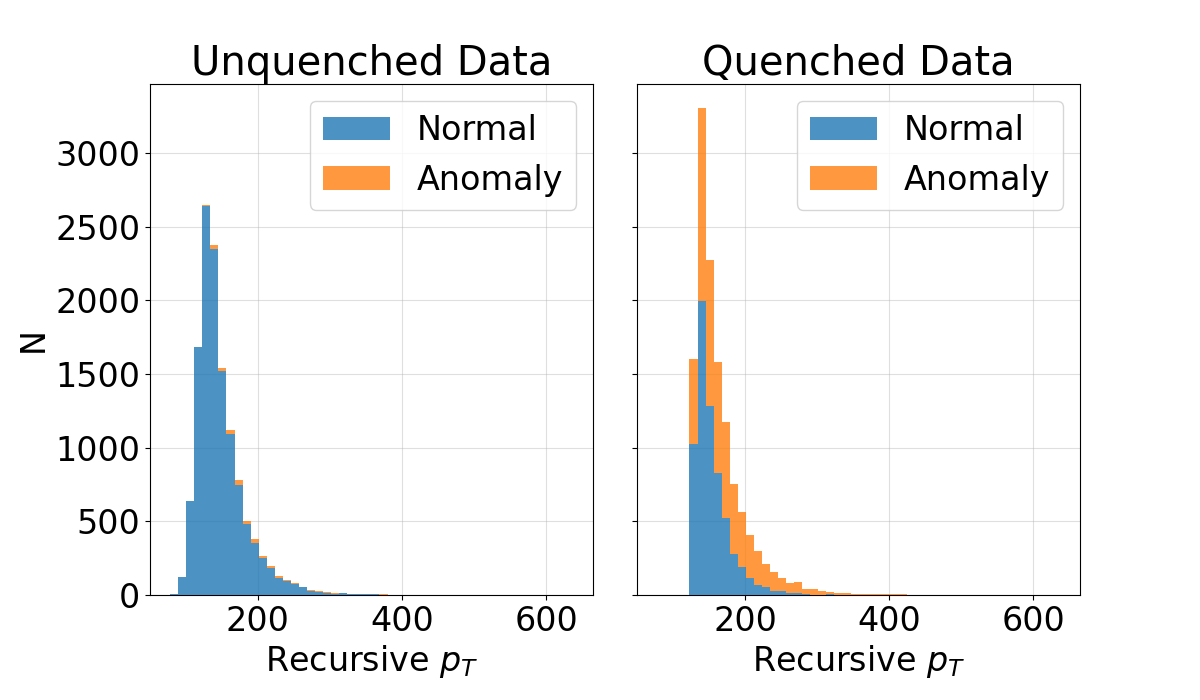 Unquenched Data
Normal
Anomaly
N
3000
2500
2000
1500
1000
500
0
200 400 600
Recursive p_T
Quenched Data
Normal
Anomaly
200 400 600
Recursive p_T